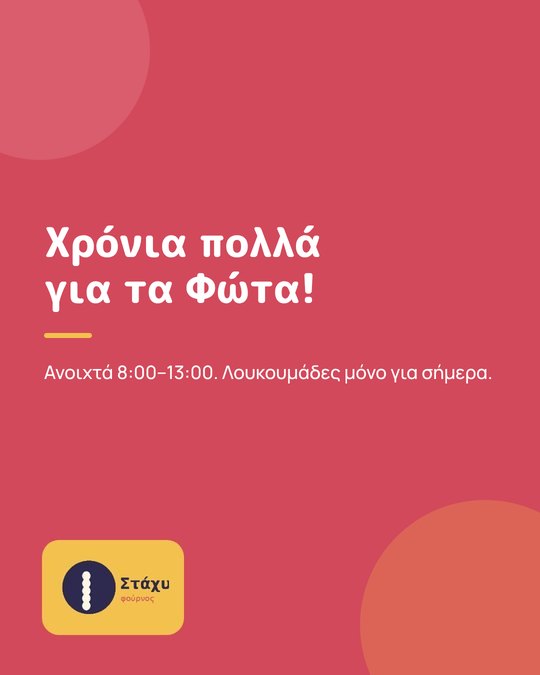 Χρόνια πολλά
για τα Φώτα!
Ανοιχτά 8:00–13:00. Λουκουμάδες μόνο για σήμερα.
Στάχυ
φούρνος